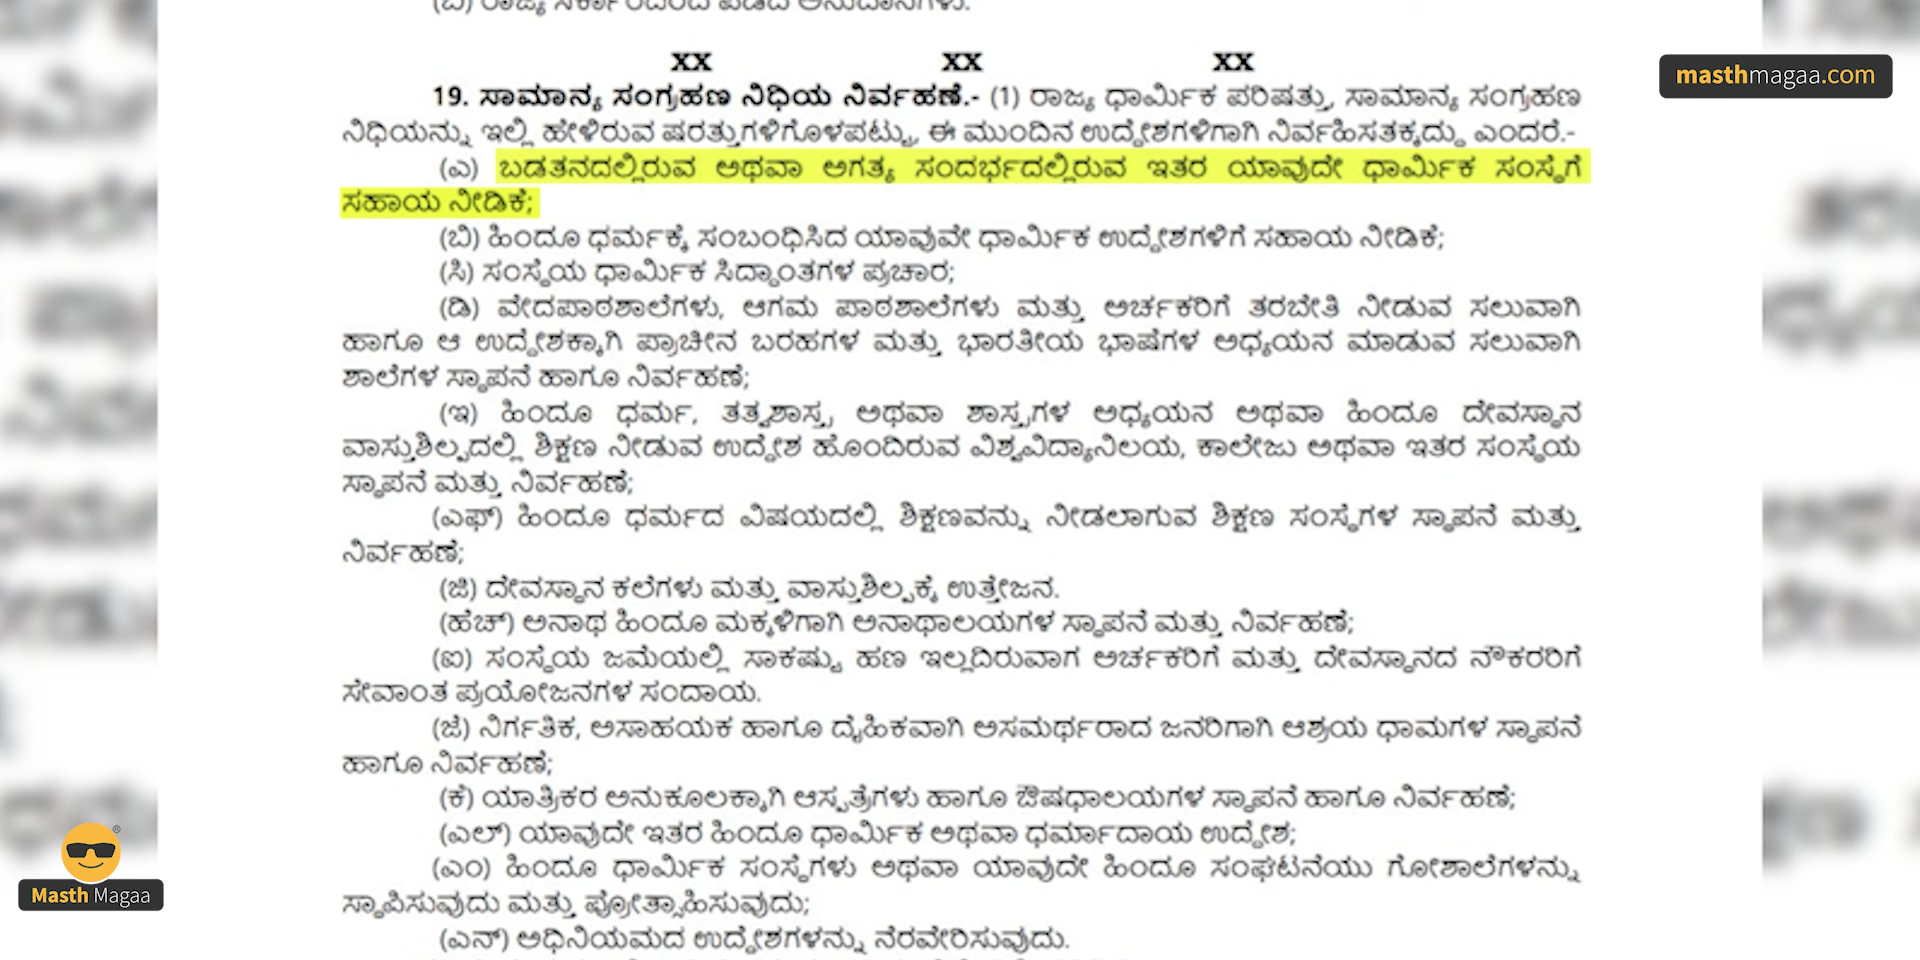 XX XX XX
masthmagaa.com
19. ಸಾಮಾನ್ಯ ಸಂಗ್ರಹಣ ನಿಧಿಯ ನಿರ್ವಹಣೆ.- (1) ರಾಜ್ಯ ಧಾರ್ಮಿಕ ಪರಿಷತ್ತು, ಸಾಮಾನ್ಯ ಸಂಗ್ರಹಣ
ನಿಧಿಯನ್ನು ಇಲ್ಲಿ ಹೇಳಿರುವ ಷರತ್ತುಗಳಿಗೊಳಪಟ್ಟು, ಈ ಮುಂದಿನ ಉದ್ದೇಶಗಳಿಗಾಗಿ ನಿರ್ವಹಿಸತಕ್ಕದ್ದು ಎಂದರೆ.-
(ಎ) ಬಡತನದಲ್ಲಿರುವ ಅಥವಾ ಅಗತ್ಯ ಸಂದರ್ಭದಲ್ಲಿರುವ ಇತರ ಯಾವುದೇ ಧಾರ್ಮಿಕ ಸಂಸ್ಥೆಗೆ
ಸಹಾಯ ನೀಡಿಕೆ;
(ಬಿ) ಹಿಂದೂ ಧರ್ಮಕ್ಕೆ ಸಂಬಂಧಿಸಿದ ಯಾವುವೇ ಧಾರ್ಮಿಕ ಉದ್ದೇಶಗಳಿಗೆ ಸಹಾಯ ನೀಡಿಕೆ;
(ಸಿ) ಸಂಸ್ಥೆಯ ಧಾರ್ಮಿಕ ಸಿದ್ಧಾಂತಗಳ ಪ್ರಚಾರ;
(ಡಿ) ವೇದಪಾಠಶಾಲೆಗಳು, ಆಗಮ ಪಾಠಶಾಲೆಗಳು ಮತ್ತು ಅರ್ಚಕರಿಗೆ ತರಬೇತಿ ನೀಡುವ ಸಲುವಾಗಿ
ಹಾಗೂ ಆ ಉದ್ದೇಶಕ್ಕಾಗಿ ಪ್ರಾಚೀನ ಬರಹಗಳ ಮತ್ತು ಭಾರತೀಯ ಭಾಷೆಗಳ ಅಧ್ಯಯನ ಮಾಡುವ ಸಲುವಾಗಿ
ಶಾಲೆಗಳ ಸ್ಥಾಪನೆ ಹಾಗೂ ನಿರ್ವಹಣೆ;
(ಇ) ಹಿಂದೂ ಧರ್ಮ, ತತ್ವಶಾಸ್ತ್ರ ಅಥವಾ ಶಾಸ್ತ್ರಗಳ ಅಧ್ಯಯನ ಅಥವಾ ಹಿಂದೂ ದೇವಸ್ಥಾನ
ವಾಸ್ತುಶಿಲ್ಪದಲ್ಲಿ ಶಿಕ್ಷಣ ನೀಡುವ ಉದ್ದೇಶ ಹೊಂದಿರುವ ವಿಶ್ವವಿದ್ಯಾನಿಲಯ, ಕಾಲೇಜು ಅಥವಾ ಇತರ ಸಂಸ್ಥೆಯ
ಸ್ಥಾಪನೆ ಮತ್ತು ನಿರ್ವಹಣೆ;
(ಎಫ್) ಹಿಂದೂ ಧರ್ಮದ ವಿಷಯದಲ್ಲಿ ಶಿಕ್ಷಣವನ್ನು ನೀಡಲಾಗುವ ಶಿಕ್ಷಣ ಸಂಸ್ಥೆಗಳ ಸ್ಥಾಪನೆ ಮತ್ತು
ನಿರ್ವಹಣೆ;
(ಜಿ) ದೇವಸ್ಥಾನ ಕಲೆಗಳು ಮತ್ತು ವಾಸ್ತುಶಿಲ್ಪಕ್ಕೆ ಉತ್ತೇಜನ.
(ಹೆಚ್) ಅನಾಥ ಹಿಂದೂ ಮಕ್ಕಳಿಗಾಗಿ ಅನಾಥಾಲಯಗಳ ಸ್ಥಾಪನೆ ಮತ್ತು ನಿರ್ವಹಣೆ;
(ಐ) ಸಂಸ್ಥೆಯ ಜಮೆಯಲ್ಲಿ ಸಾಕಷ್ಟು ಹಣ ಇಲ್ಲದಿರುವಾಗ ಅರ್ಚಕರಿಗೆ ಮತ್ತು ದೇವಸ್ಥಾನದ ನೌಕರರಿಗೆ
ಸೇವಾಂತ ಪ್ರಯೋಜನಗಳ ಸಂದಾಯ.
(ಜೆ) ನಿರ್ಗತಿಕ, ಅಸಾಹಯಕ ಹಾಗೂ ದೈಹಿಕವಾಗಿ ಅಸಮರ್ಥರಾದ ಜನರಿಗಾಗಿ ಆಶ್ರಯ ಧಾಮಗಳ ಸ್ಥಾಪನೆ
ಹಾಗೂ ನಿರ್ವಹಣೆ;
(ಕೆ) ಯಾತ್ರಿಕರ ಅನುಕೂಲಕ್ಕಾಗಿ ಆಸ್ಪತ್ರೆಗಳು ಹಾಗೂ ಔಷಧಾಲಯಗಳ ಸ್ಥಾಪನೆ ಹಾಗೂ ನಿರ್ವಹಣೆ;
(ಎಲ್) ಯಾವುದೇ ಇತರ ಹಿಂದೂ ಧಾರ್ಮಿಕ ಅಥವಾ ಧರ್ಮಾದಾಯ ಉದ್ದೇಶ;
(ಎಂ) ಹಿಂದೂ ಧಾರ್ಮಿಕ ಸಂಸ್ಥೆಗಳು ಅಥವಾ ಯಾವುದೇ ಹಿಂದೂ ಸಂಘಟನೆಯು ಗೋಶಾಲೆಗಳನ್ನು
ಸ್ಥಾಪಿಸುವುದು ಮತ್ತು ಪ್ರೋತ್ಸಾಹಿಸುವುದು;
(ಎನ್) ಅಧಿನಿಯಮದ ಉದ್ದೇಶಗಳನ್ನು ನೆರವೇರಿಸುವುದು.
Masth Magaa